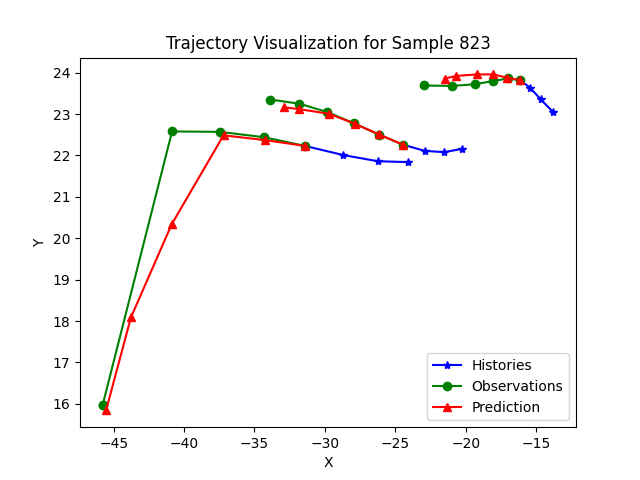 Trajectory Visualization for Sample 823
24
23
22
21
20
19
18
17
16
Y
−45 −40 −35 −30 −25 −20 −15
X
Histories
Observations
Prediction